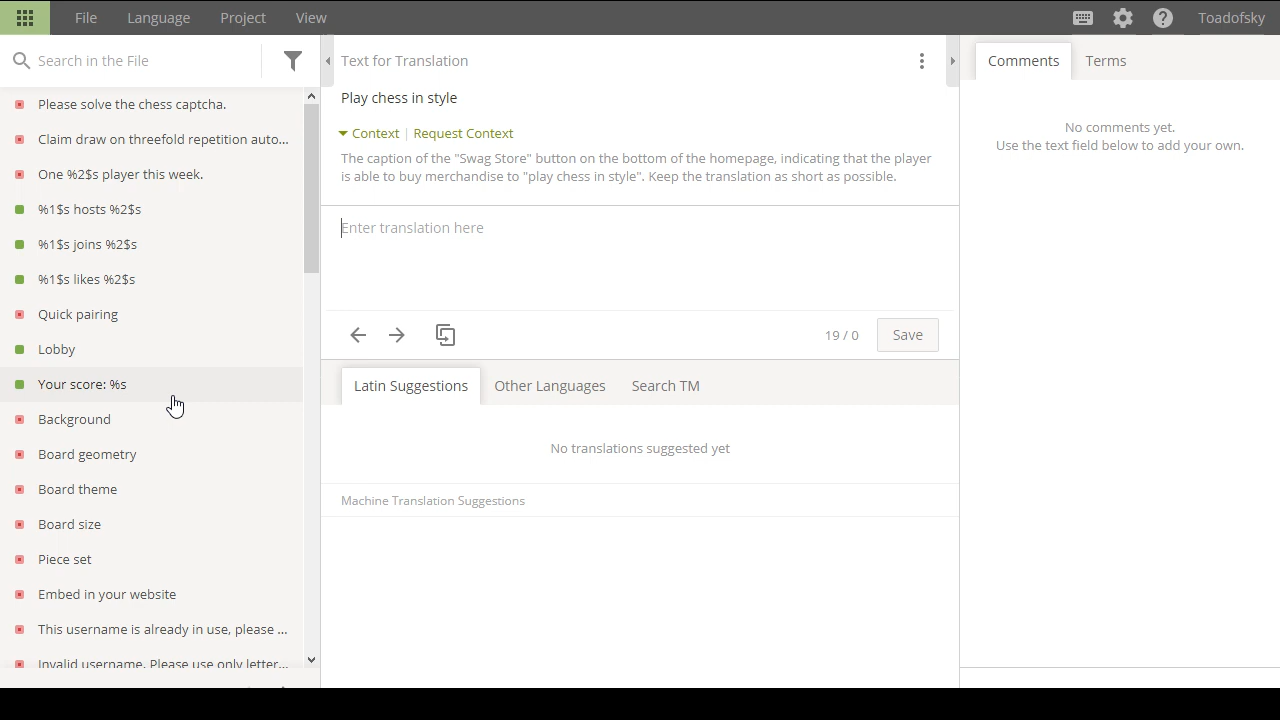 File Language Project View Toadofsky
Search in the File
Please solve the chess captcha.
Claim draw on threefold repetition auto...
One %2$s player this week.
%1$s hosts %2$s
%1$s joins %2$s
%1$s likes %2$s
Quick pairing
Lobby
Your score: %s
Background
Board geometry
Board theme
Board size
Piece set
Embed in your website
This username is already in use, please ...
Invalid username. Please use only letter...
Text for Translation
Play chess in style
Context | Request Context
The caption of the "Swag Store" button on the bottom of the homepage, indicating that the player
is able to buy merchandise to "play chess in style". Keep the translation as short as possible.
Enter translation here
19 / 0 Save
Latin Suggestions Other Languages Search TM
No translations suggested yet
Machine Translation Suggestions
Comments Terms
No comments yet.
Use the text field below to add your own.